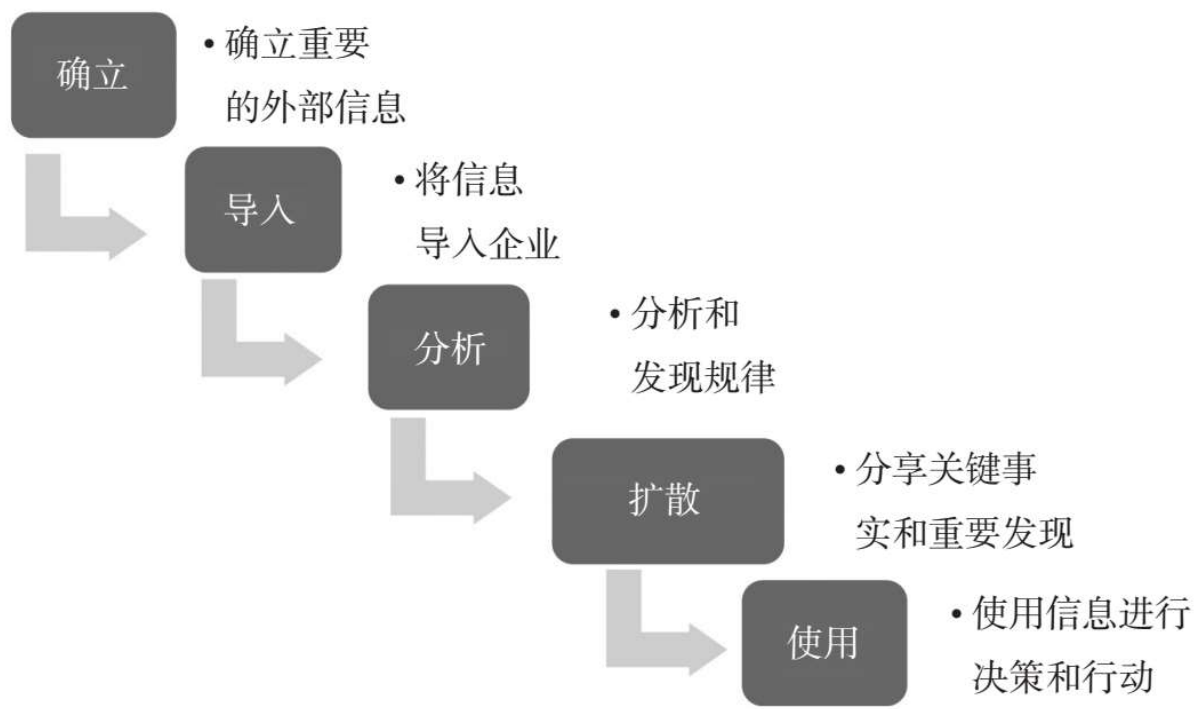 确立
• 确立重要
的外部信息
导入
• 将信息
导入企业
分析
• 分析和
发现规律
扩散
• 分享关键事
实和重要发现
使用
• 使用信息进行
决策和行动